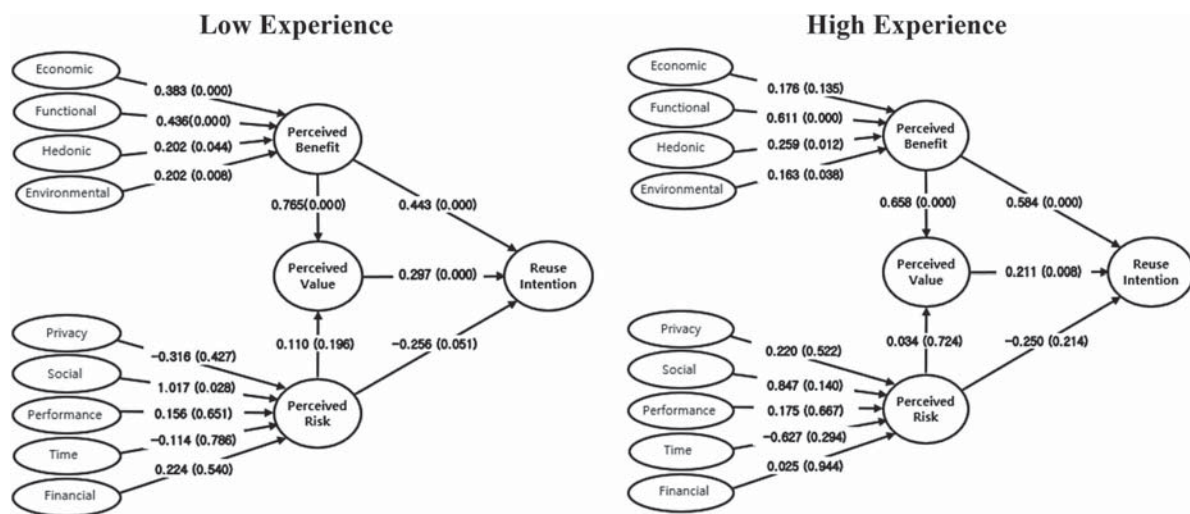 Low Experience
Economic
0.383 (0.000)
Functional
0.436(0.000)
Hedonic
0.202 (0.044)
Environmental
0.202 (0.008)
Perceived
Benefit
0.765(0.000)
0.443 (0.000)
Perceived
Value
0.297 (0.000)
Reuse
Intention
0.110 (0.196)
-0.256 (0.051)
Privacy
-0.316 (0.427)
Social
1.017 (0.028)
Performance
0.156 (0.651)
Time
-0.114 (0.786)
Financial
0.224 (0.540)
Perceived
Risk
High Experience
Economic
0.176 (0.135)
Functional
0.611 (0.000)
Hedonic
0.259 (0.012)
Environmental
0.163 (0.038)
Perceived
Benefit
0.658 (0.000)
0.584 (0.000)
Perceived
Value
0.211 (0.008)
Reuse
Intention
0.034 (0.724)
-0.250 (0.214)
Privacy
0.220 (0.522)
Social
0.847 (0.140)
Performance
0.175 (0.667)
Time
-0.627 (0.294)
Financial
0.025 (0.944)
Perceived
Risk